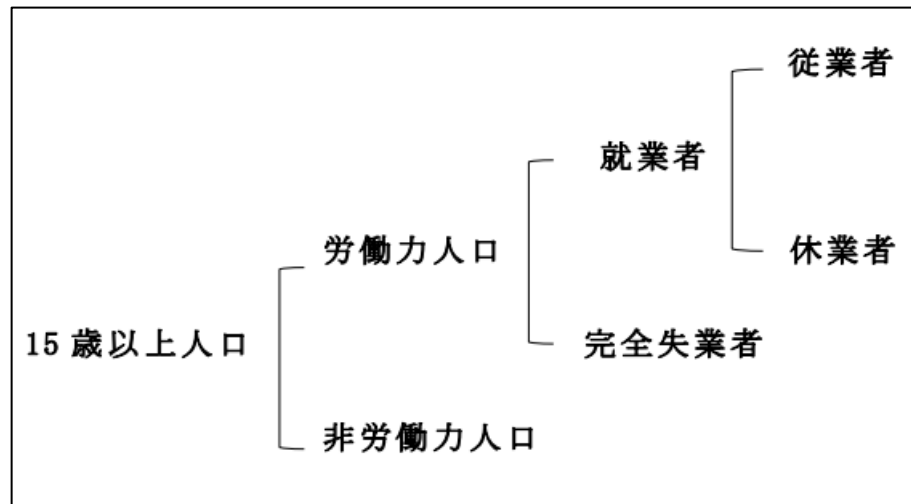 従業者
就業者
労働力人口
休業者
15歳以上人口
完全失業者
非労働力人口